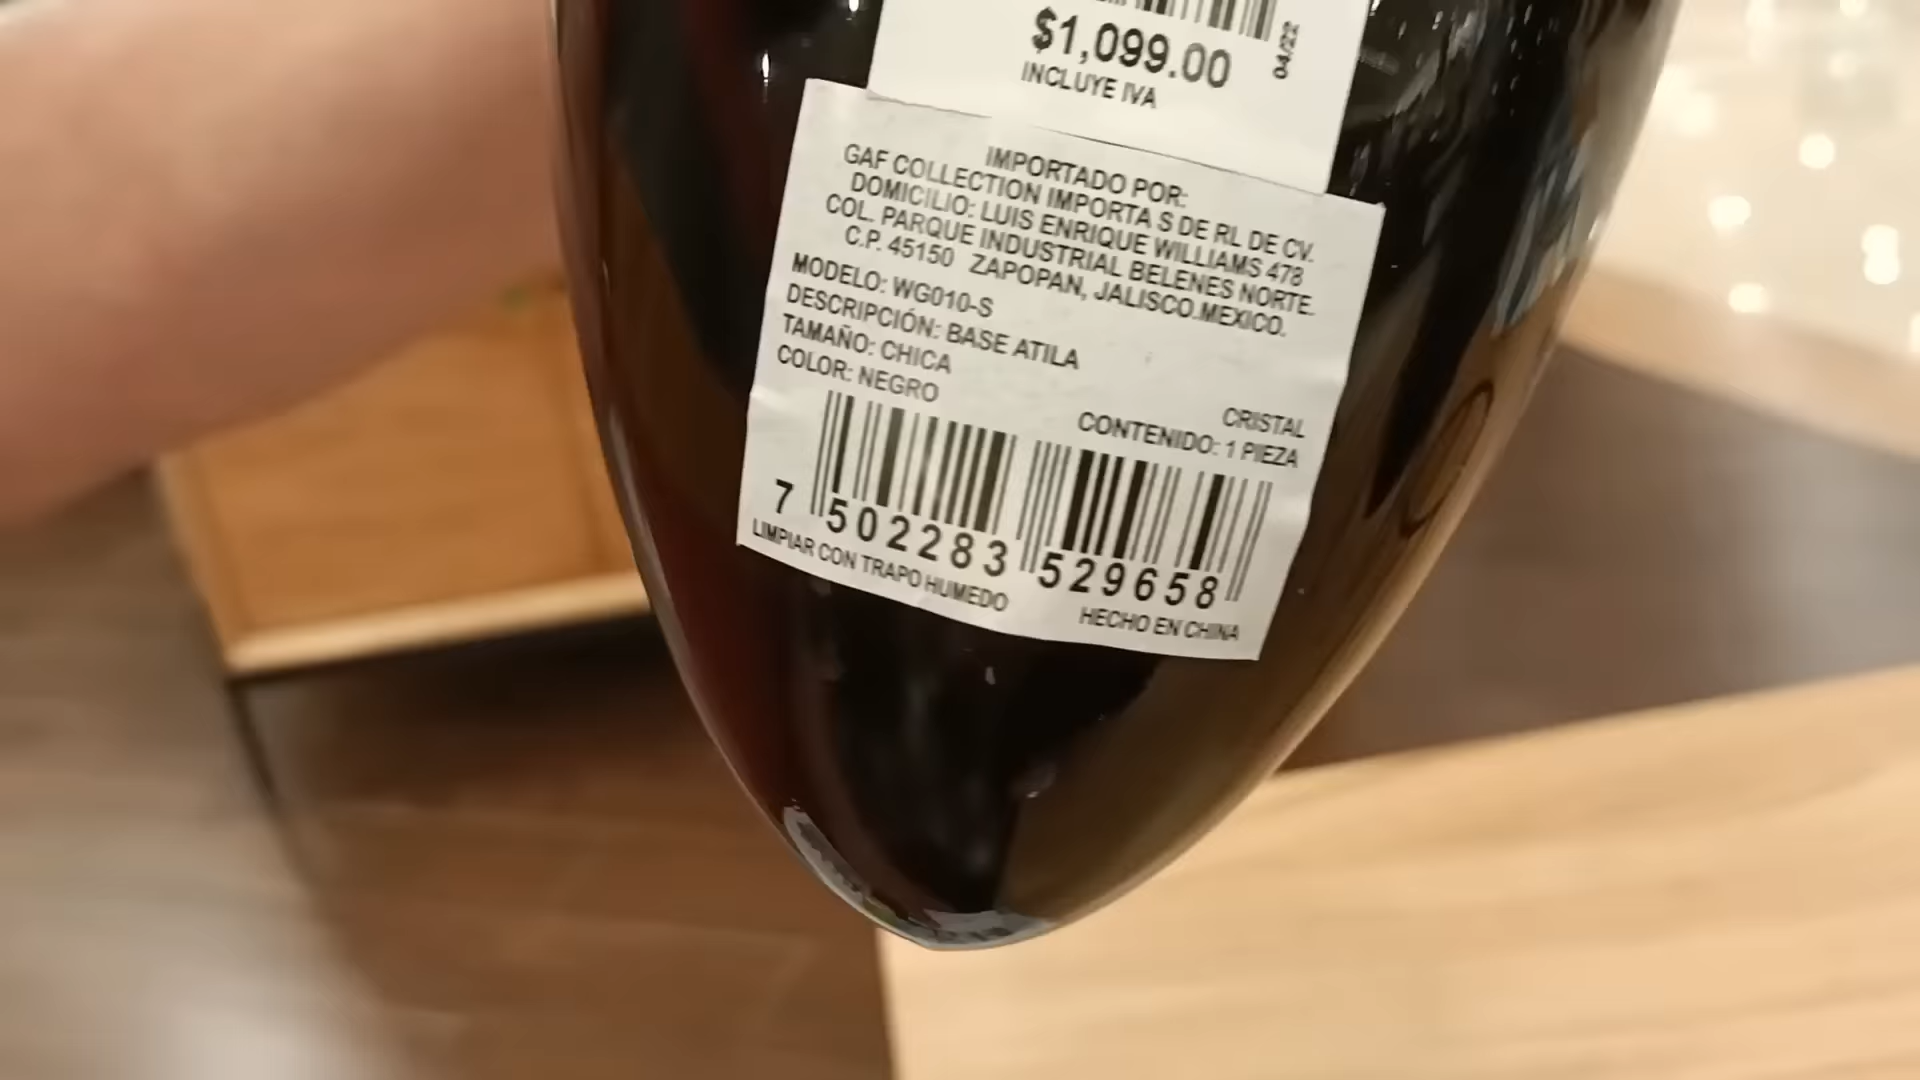 $1,099.00
04/22
INCLUYE IVA
IMPORTADO POR:
GAF COLLECTION IMPORTA S DE RL DE CV.
DOMICILIO: LUIS ENRIQUE WILLIAMS 478
COL. PARQUE INDUSTRIAL BELENES NORTE.
C.P. 45150 ZAPOPAN, JALISCO.MEXICO.
MODELO: WG010-S
DESCRIPCIÓN: BASE ATILA
TAMAÑO: CHICA
COLOR: NEGRO
CRISTAL
CONTENIDO: 1 PIEZA
7 502283 529658
LIMPIAR CON TRAPO HUMEDO
HECHO EN CHINA